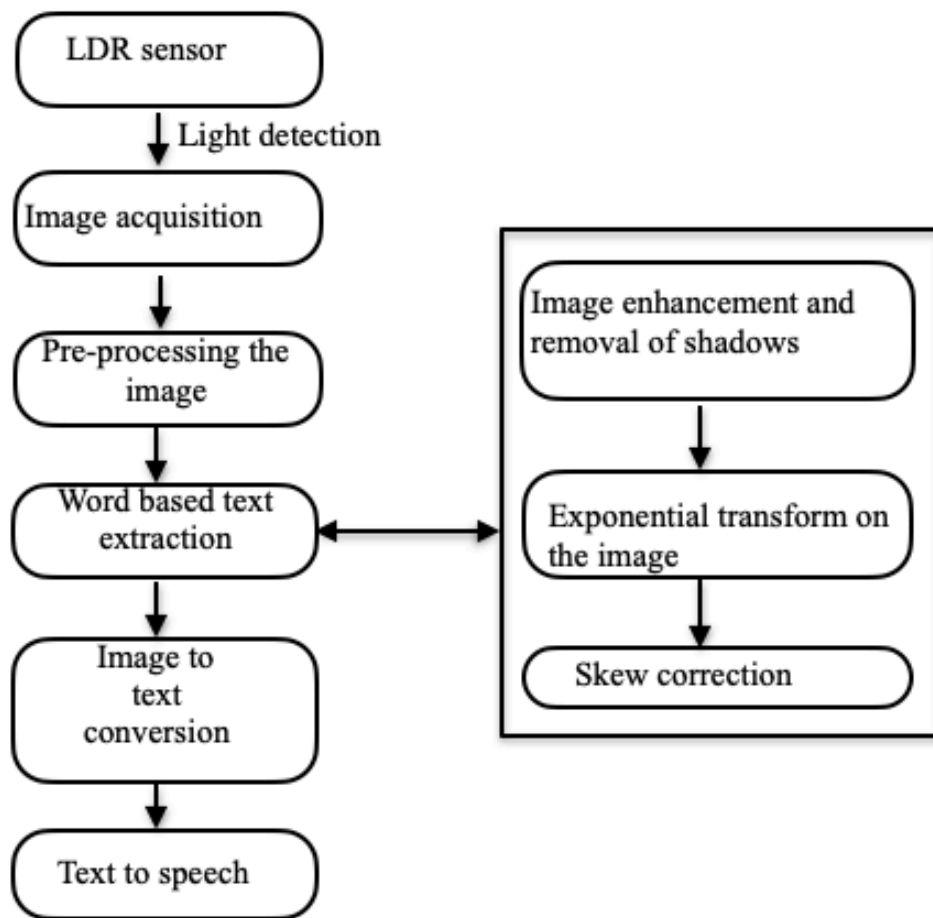 LDR sensor
Light detection
Image acquisition
Pre-processing the
image
Word based text
extraction
Image to
text
conversion
Text to speech
Image enhancement and
removal of shadows
Exponential transform on
the image
Skew correction